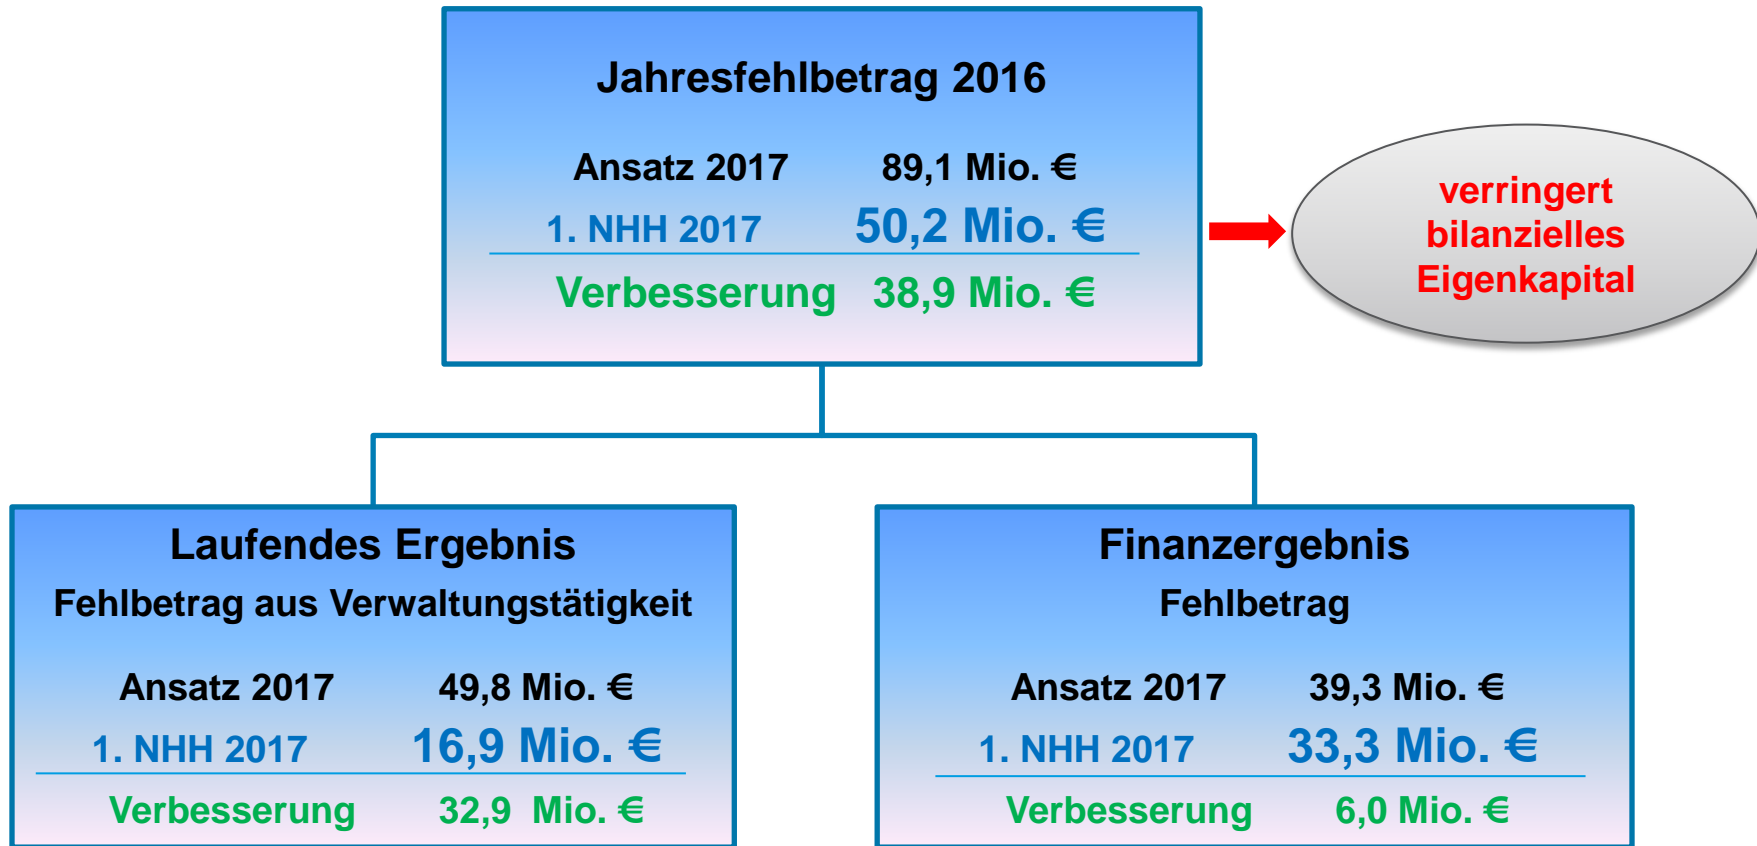 Jahresfehlbetrag 2016
Ansatz 2017 89,1 Mio. €
1. NHH 2017 50,2 Mio. €
Verbesserung 38,9 Mio. €
verringert
bilanzielles
Eigenkapital
Laufendes Ergebnis
Fehlbetrag aus Verwaltungstätigkeit
Ansatz 2017 49,8 Mio. €
1. NHH 2017 16,9 Mio. €
Verbesserung 32,9 Mio. €
Finanzergebnis
Fehlbetrag
Ansatz 2017 39,3 Mio. €
1. NHH 2017 33,3 Mio. €
Verbesserung 6,0 Mio. €